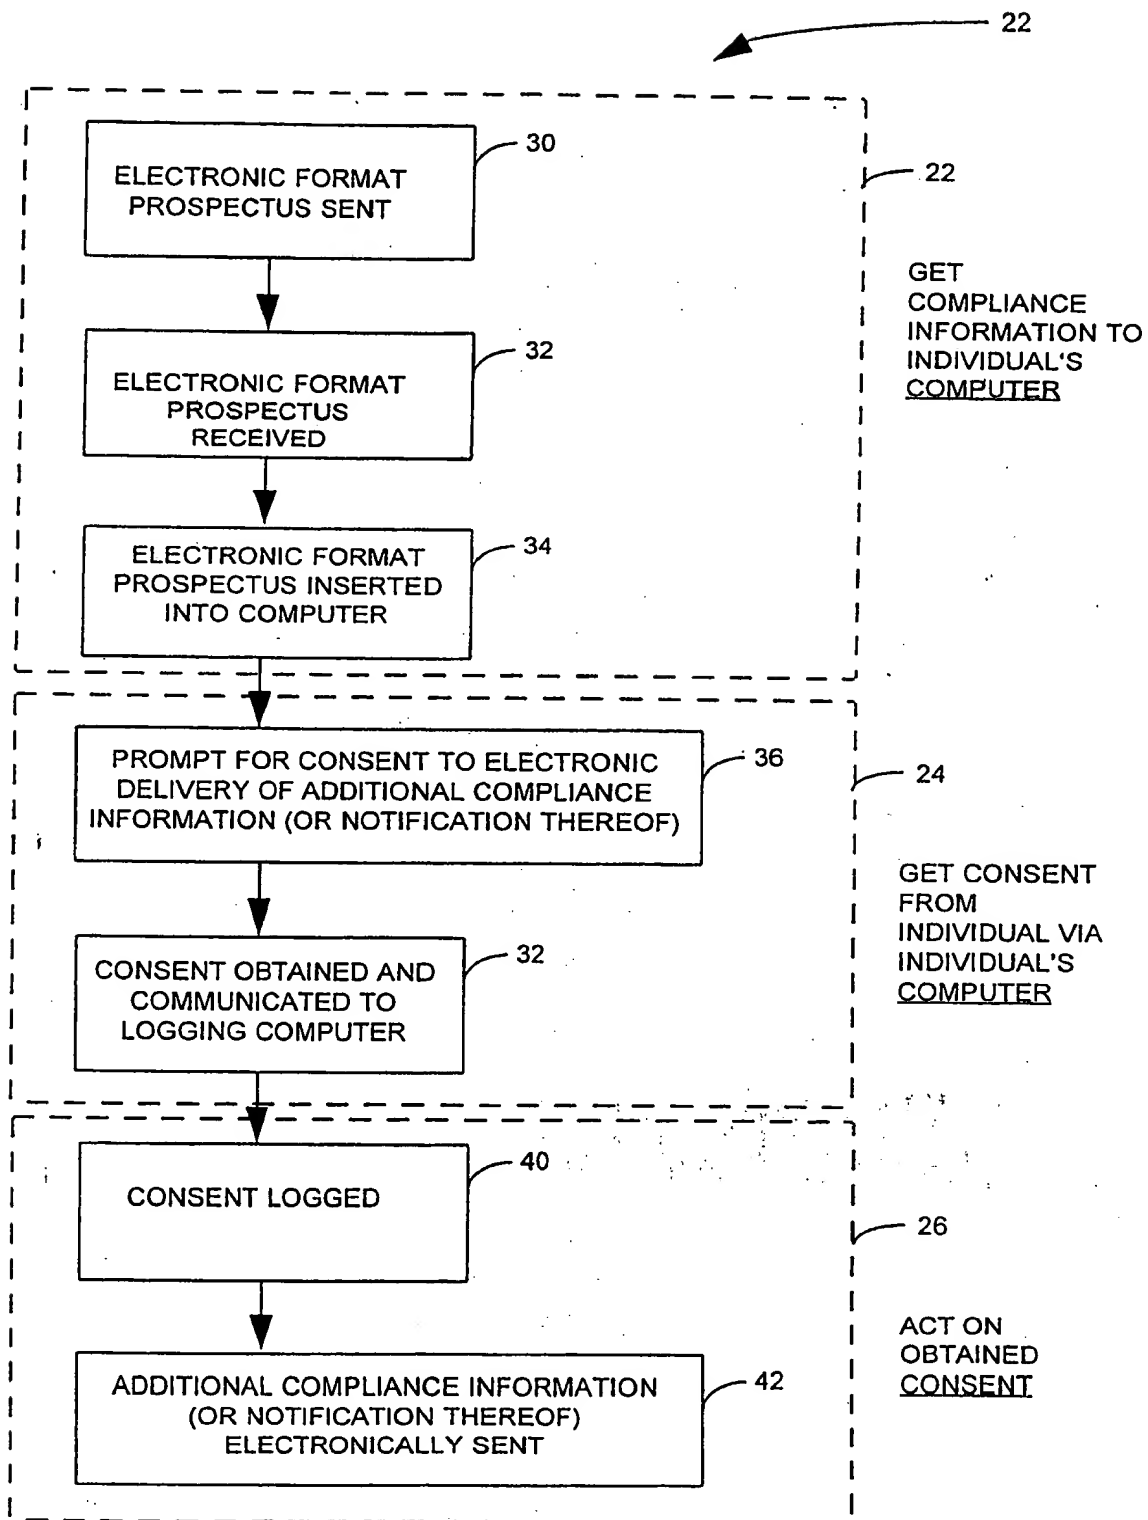 22
30
ELECTRONIC FORMAT
PROSPECTUS SENT
22
GET
COMPLIANCE
INFORMATION TO
INDIVIDUAL'S
COMPUTER
32
ELECTRONIC FORMAT
PROSPECTUS
RECEIVED
34
ELECTRONIC FORMAT
PROSPECTUS INSERTED
INTO COMPUTER
36
PROMPT FOR CONSENT TO ELECTRONIC
DELIVERY OF ADDITIONAL COMPLIANCE
INFORMATION (OR NOTIFICATION THEREOF)
24
GET CONSENT
FROM
INDIVIDUAL VIA
INDIVIDUAL'S
COMPUTER
32
CONSENT OBTAINED AND
COMMUNICATED TO
LOGGING COMPUTER
40
CONSENT LOGGED
26
ACT ON
OBTAINED
CONSENT
42
ADDITIONAL COMPLIANCE INFORMATION
(OR NOTIFICATION THEREOF)
ELECTRONICALLY SENT